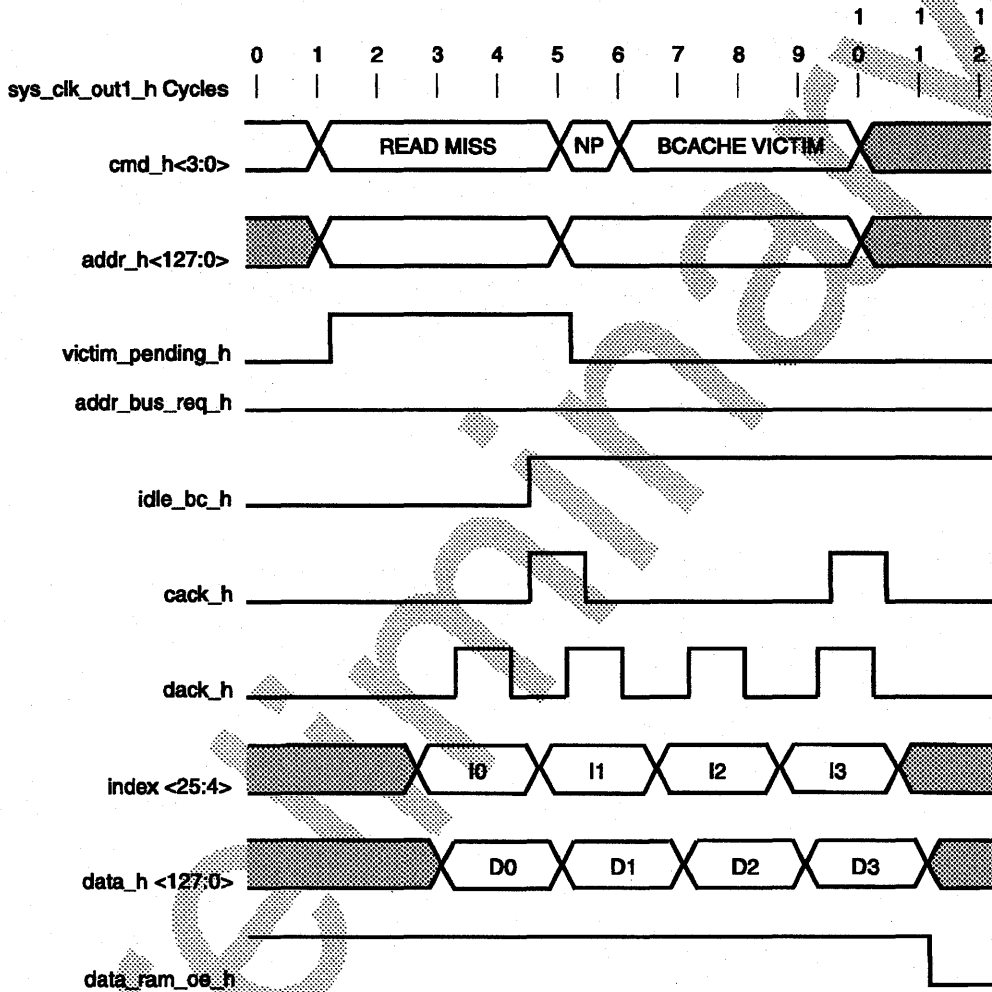 1 1 1
0 1 2 3 4 5 6 7 8 9 0 1 2
sys_clk_out1_h Cycles
READ MISS NP BCACHE VICTIM
cmd_h<3:0>
addr_h<127:0>
victim_pending_h
addr_bus_req_h
idle_bc_h
cack_h
dack_h
I0 I1 I2 I3
index <25:4>
D0 D1 D2 D3
data_h <127:0>
data_ram_oe_h